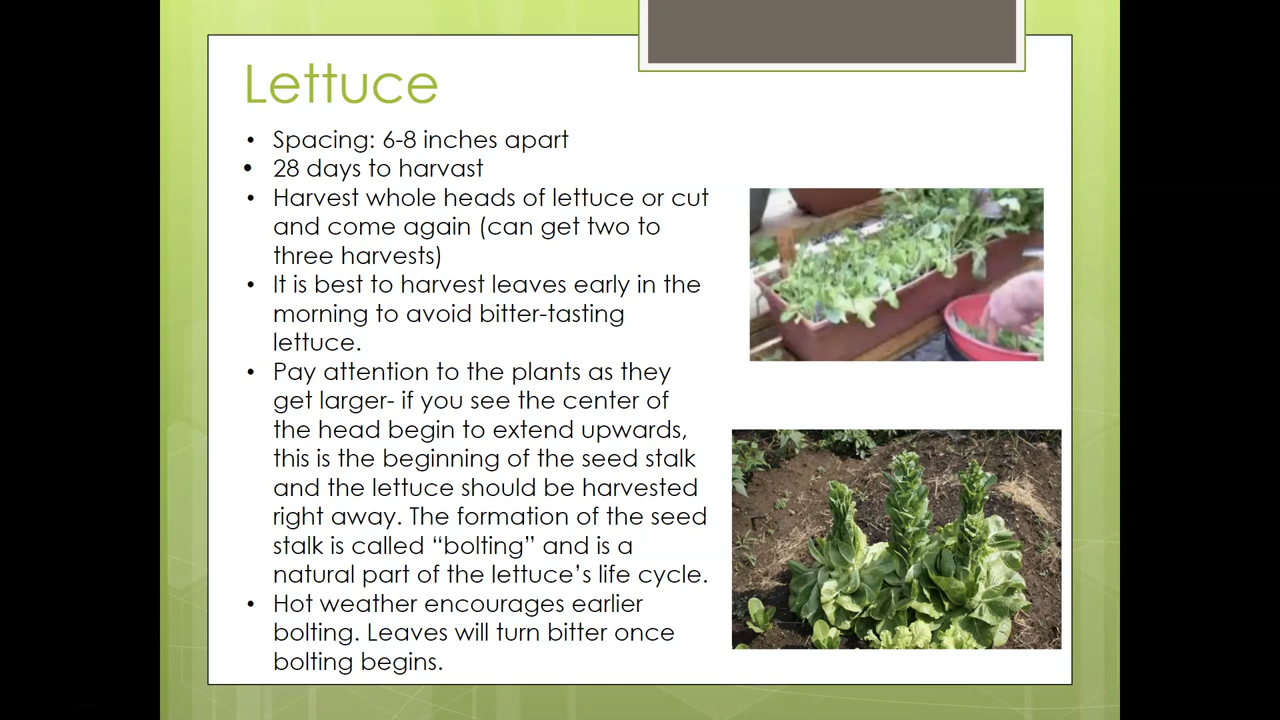 Lettuce
• Spacing: 6-8 inches apart
• 28 days to harvast
• Harvest whole heads of lettuce or cut
and come again (can get two to
three harvests)
• It is best to harvest leaves early in the
morning to avoid bitter-tasting
lettuce.
• Pay attention to the plants as they
get larger- if you see the center of
the head begin to extend upwards,
this is the beginning of the seed stalk
and the lettuce should be harvested
right away. The formation of the seed
stalk is called “bolting” and is a
natural part of the lettuce’s life cycle.
• Hot weather encourages earlier
bolting. Leaves will turn bitter once
bolting begins.